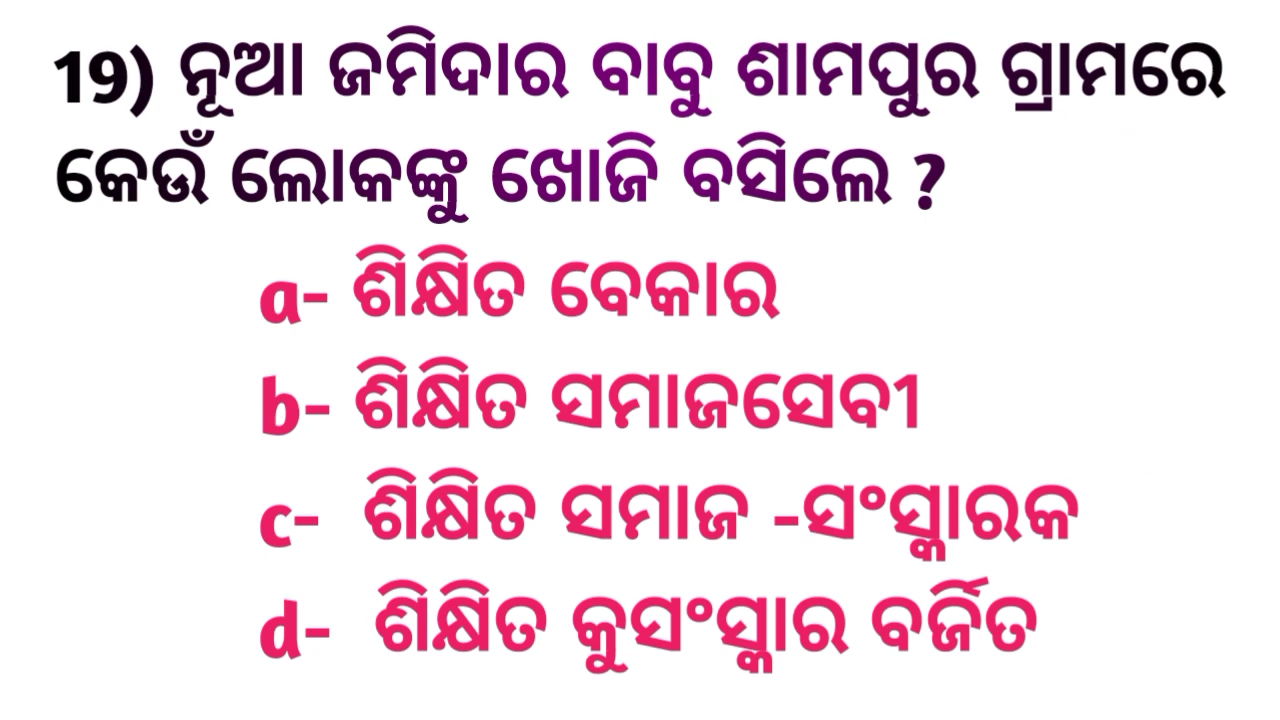 19) ନୂଆ ଜମିଦାର ବାବୁ ଶାମପୁର ଗ୍ରାମରେ
କେଉଁ ଲୋକଙ୍କୁ ଖୋଜି ବସିଲେ ?
a- ଶିକ୍ଷିତ ବେକାର
b- ଶିକ୍ଷିତ ସମାଜସେବୀ
c- ଶିକ୍ଷିତ ସମାଜ -ସଂସ୍କାରକ
d- ଶିକ୍ଷିତ କୁସଂସ୍କାର ବର୍ଜିତ